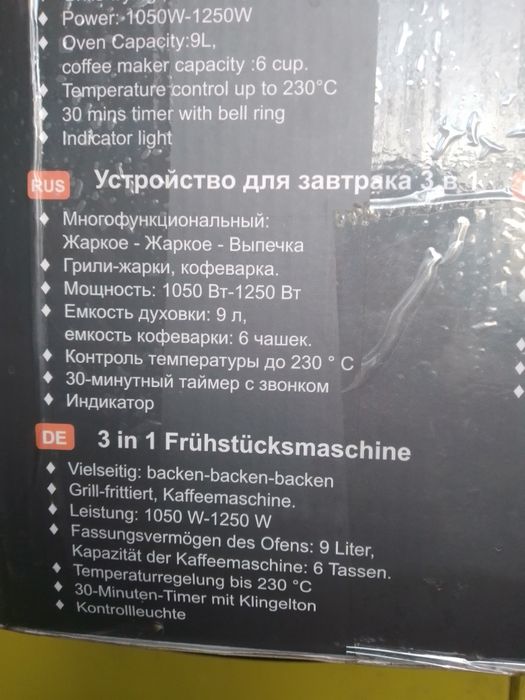 Power: 1050W-1250W
Oven Capacity:9L,
coffee maker capacity :6 cup.
Temperature control up to 230°C
30 mins timer with bell ring
Indicator light
RUS Устройство для завтрака 3 в 1
Многофункциональный:
Жаркое - Жаркое - Выпечка
Грили-жарки, кофеварка.
Мощность: 1050 Вт-1250 Вт
Емкость духовки: 9 л,
емкость кофеварки: 6 чашек.
Контроль температуры до 230 ° C
30-минутный таймер с звонком
Индикатор
DE 3 in 1 Frühstücksmaschine
Vielseitig: backen-backen-backen
Grill-frittiert, Kaffeemaschine.
Leistung: 1050 W-1250 W
Fassungsvermögen des Ofens: 9 Liter,
Kapazität der Kaffeemaschine: 6 Tassen.
Temperaturregelung bis 230 °C
30-Minuten-Timer mit Klingelton
Kontrollleuchte